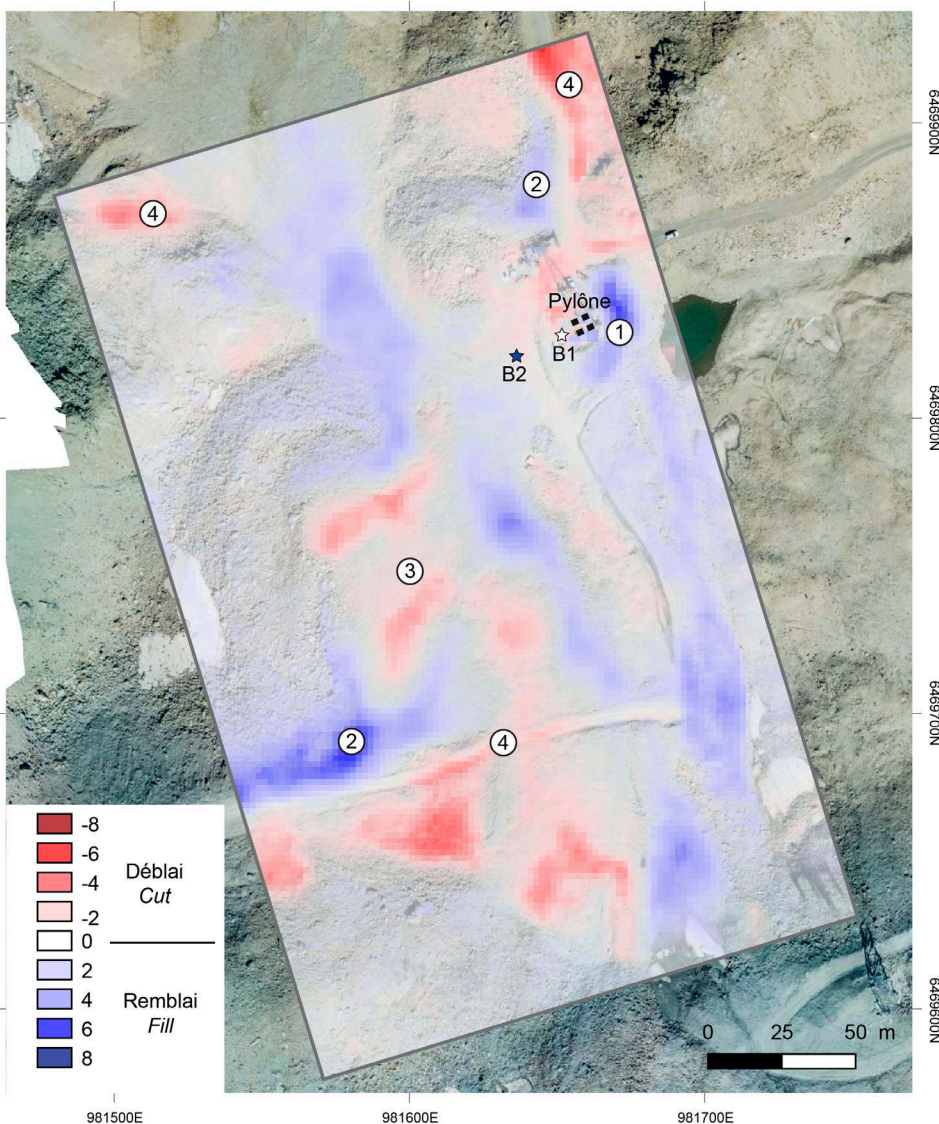 4
6469900N
2
4
Pylône
1
B1
B2
6469800N
3
6469700N
2
4
-8
-6
-4
-2
0
2
4
6
8
Déblai
Cut
Remblai
Fill
6469600N
0 25 50 m
981500E 981600E 981700E